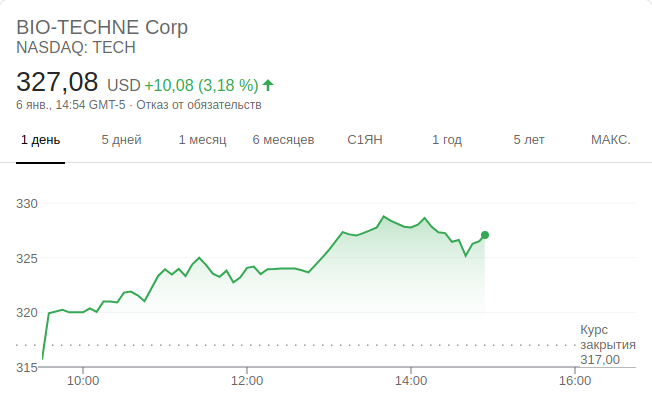 BIO-TECHNE Corp
NASDAQ: TECH
327,08 USD +10,08 (3,18 %)
6 янв., 14:54 GMT-5 · Отказ от обязательств
1 день 5 дней 1 месяц 6 месяцев С1ЯН 1 год 5 лет МАКС.
330
325
320
Курс
закрытия
317,00
315
10:00 12:00 14:00 16:00